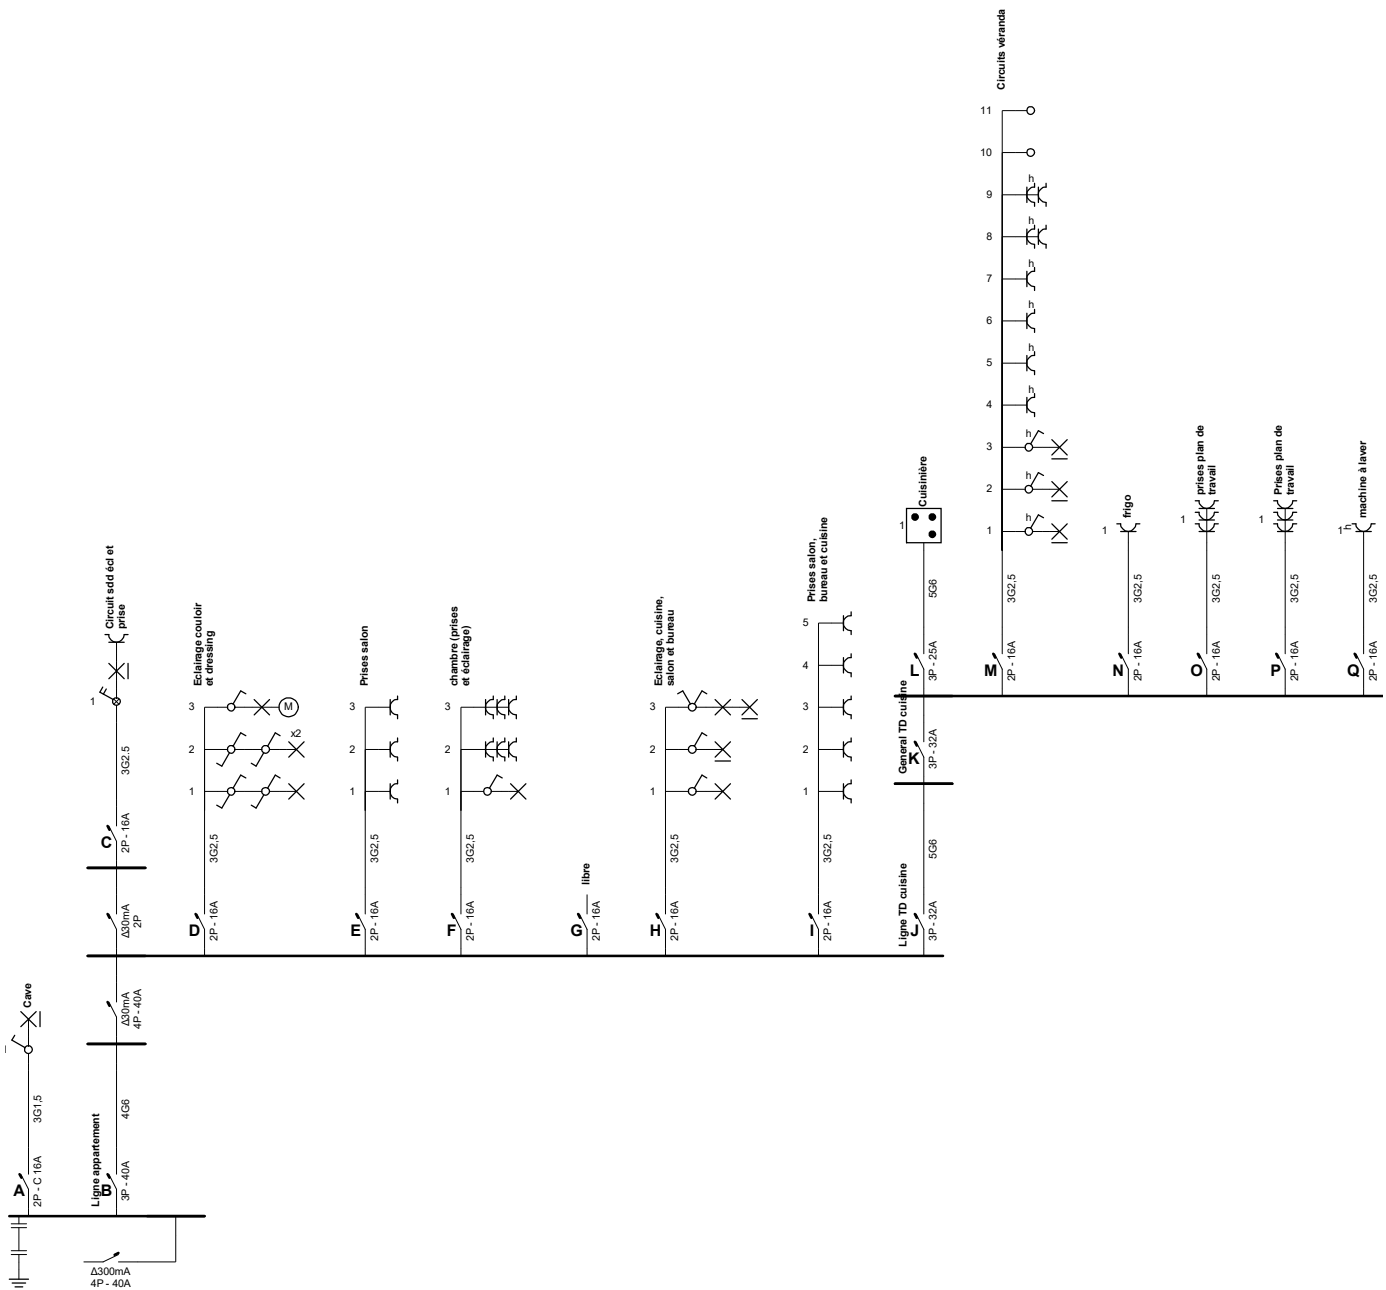 Circuits véranda
11
10
h
9
h
8
h
7
h
6
h
5
h
4
h
3
h
2
h
1
3G2,5
M
2P - 16A
Cuisinière
1
5G6
L
3P - 25A
frigo
1
3G2,5
N
2P - 16A
prises plan de
travail
1
3G2,5
O
2P - 16A
Prises plan de
travail
1
3G2,5
P
2P - 16A
machine à laver
1
h
3G2,5
Q
2P - 16A
General TD cuisine
K
3P - 32A
5G6
Ligne TD cuisine
J
3P - 32A
Circuit sdd écl et
prise
1
3G2,5
C
2P - 16A
Δ30mA
2P
Eclairage couloir
et dressing
3
M
x2
2
1
3G2,5
D
2P - 16A
Prises salon
3
2
1
3G2,5
E
2P - 16A
chambre (prises
et éclairage)
3
2
1
3G2,5
F
2P - 16A
libre
G
2P - 16A
Eclairage, cuisine,
salon et bureau
3
2
1
3G2,5
H
2P - 16A
Prises salon,
bureau et cuisine
5
4
3
2
1
3G2,5
I
2P - 16A
Δ30mA
4P - 40A
Cave
3G1,5
A
2P - C 16A
4G6
Ligne appartement
B
3P - 40A
Δ300mA
4P - 40A